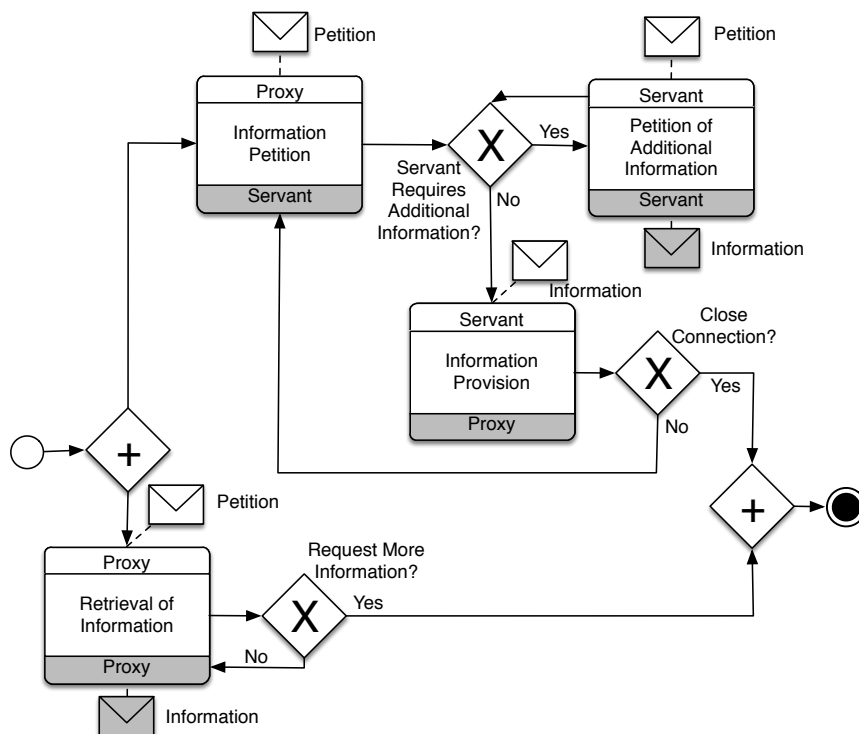 Petition
Petition
Proxy
Information
Petition
Servant
X
Yes
Servant
Requires
Additional
Information?
No
Servant
Petition of
Additional
Information
Servant
Information
Information
Servant
Information
Provision
Proxy
Close
Connection?
X
Yes
No
+
+
Petition
Proxy
Retrieval of
Information
Proxy
Information
Request More
Information?
X
Yes
No